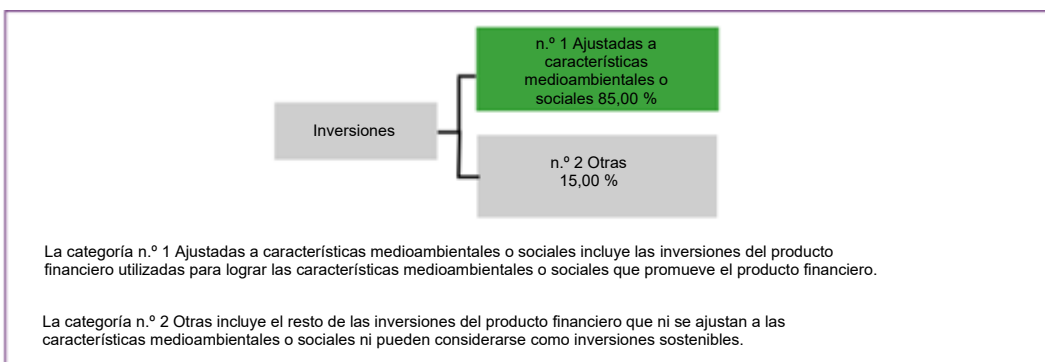 n.º 1 Ajustadas a
características
medioambientales o
sociales 85,00 %
Inversiones
n.º 2 Otras
15,00 %
La categoría n.º 1 Ajustadas a características medioambientales o sociales incluye las inversiones del producto
financiero utilizadas para lograr las características medioambientales o sociales que promueve el producto financiero.
La categoría n.º 2 Otras incluye el resto de las inversiones del producto financiero que ni se ajustan a las
características medioambientales o sociales ni pueden considerarse como inversiones sostenibles.